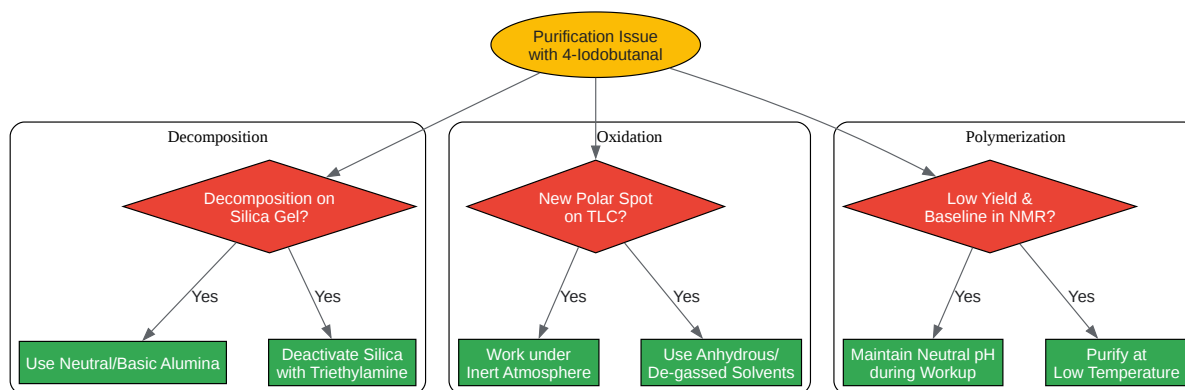 Purification Issue
with 4-Iodobutanal
Decomposition
Oxidation
Polymerization
Decomposition on
Silica Gel?
New Polar Spot
on TLC?
Low Yield &
Baseline in NMR?
Yes
Yes
Yes
Yes
Yes
Yes
Use Neutral/Basic Alumina
Deactivate Silica
with Triethylamine
Work under
Inert Atmosphere
Use Anhydrous/
De-gassed Solvents
Maintain Neutral pH
during Workup
Purify at
Low Temperature